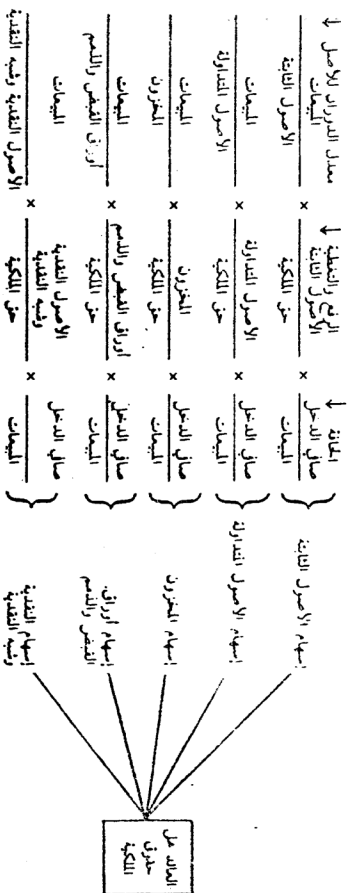 معدل الدوران للأصل
الرفع والتغطية
الحافة
المبيعات
الأصول الثابتة
×
الأصول الثابتة
حق الملكية
×
صافي الدخل
المبيعات
إسهام الأصول الثابتة
المبيعات
الأصول المتداولة
×
الأصول المتداولة
حق الملكية
×
صافي الدخل
المبيعات
إسهام الأصول المتداولة
المبيعات
المخزون
×
المخزون
حق الملكية
×
صافي الدخل
المبيعات
إسهام المخزون
المبيعات
أوراق القبض والذمم
×
أوراق القبض والذمم
حق الملكية
×
صافي الدخل
المبيعات
إسهام أوراق
القبض والذمم
المبيعات
الأصول النقدية وشبه النقدية
×
الأصول النقدية
وشبه النقدية
حق الملكية
×
صافي الدخل
المبيعات
إسهام النقدية
وشبه النقدية
العائد على
حقوق
الملكية